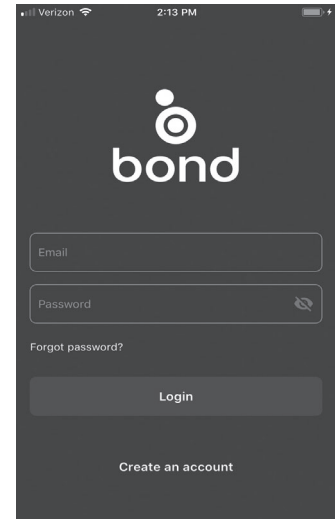 Verizon 2:13 PM
bond
Email
Password
Forgot password?
Login
Create an account